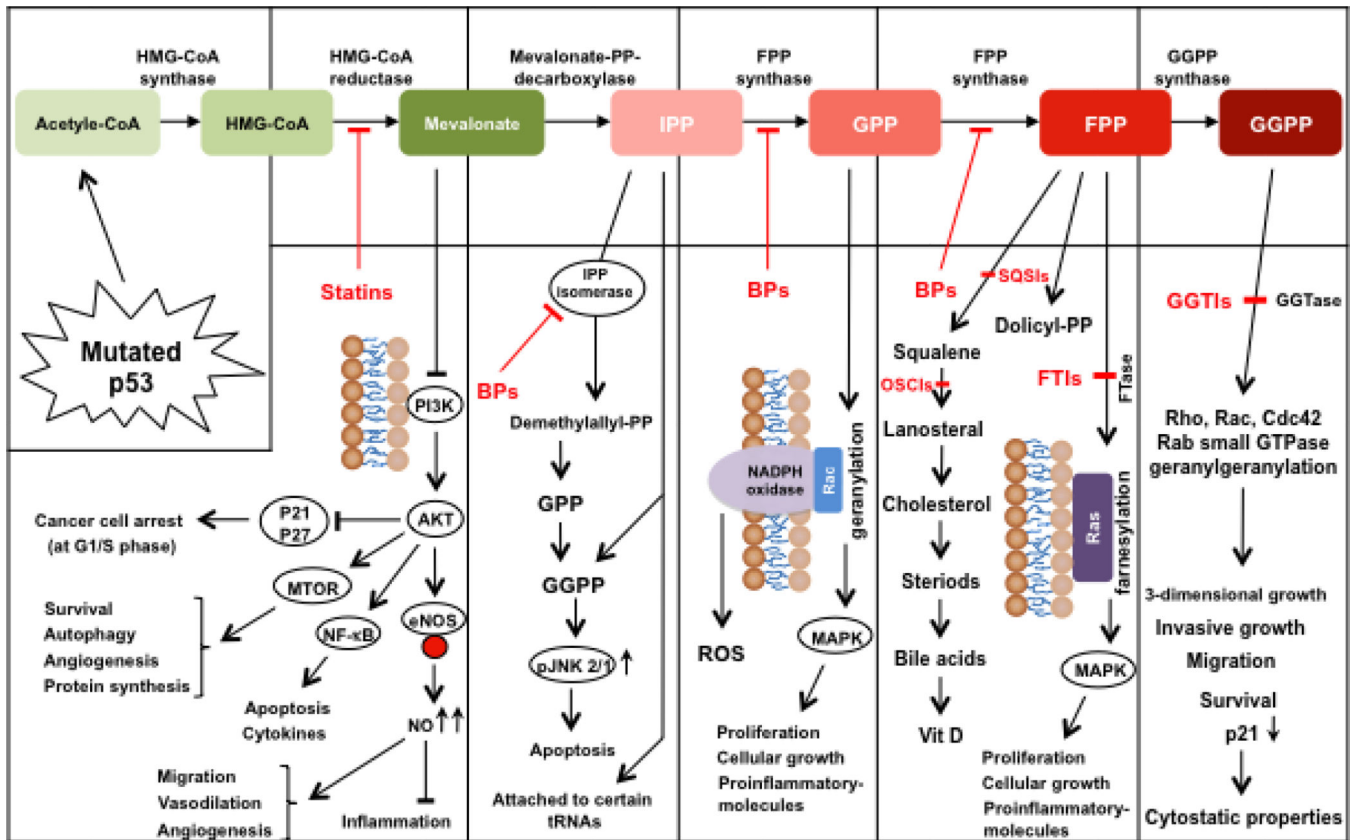 HMG-CoA
synthase
HMG-CoA
reductase
Mevalonate-PP-
decarboxylase
FPP
synthase
FPP
synthase
GGPP
synthase
Acetyle-CoA
HMG-CoA
Mevalonate
IPP
GPP
FPP
GGPP
Mutated
p53
Statins
PI3K
AKT
P21
P27
Cancer cell arrest
(at G1/S phase)
MTOR
Survival
Autophagy
Angiogenesis
Protein synthesis
NF-κB
Apoptosis
Cytokines
eNOS
NO
Migration
Vasodilation
Angiogenesis
Inflammation
IPP
isomerase
BPs
Demethylallyl-PP
GPP
GGPP
pJNK 2/1
Apoptosis
Attached to certain
tRNAs
BPs
NADPH
oxidase
Rac
geranylation
ROS
MAPK
Proliferation
Cellular growth
Proinflammatory-
molecules
BPs
SQSIs
Dolicyl-PP
Squalene
OSCIs
Lanosteral
Cholesterol
Steriods
Bile acids
Vit D
FTIs
FTase
Ras
farnesylation
MAPK
Proliferation
Cellular growth
Proinflammatory-
molecules
GGTIs
GGTase
Rho, Rac, Cdc42
Rab small GTPase
geranylgeranylation
3-dimensional growth
Invasive growth
Migration
Survival
p21
Cytostatic properties